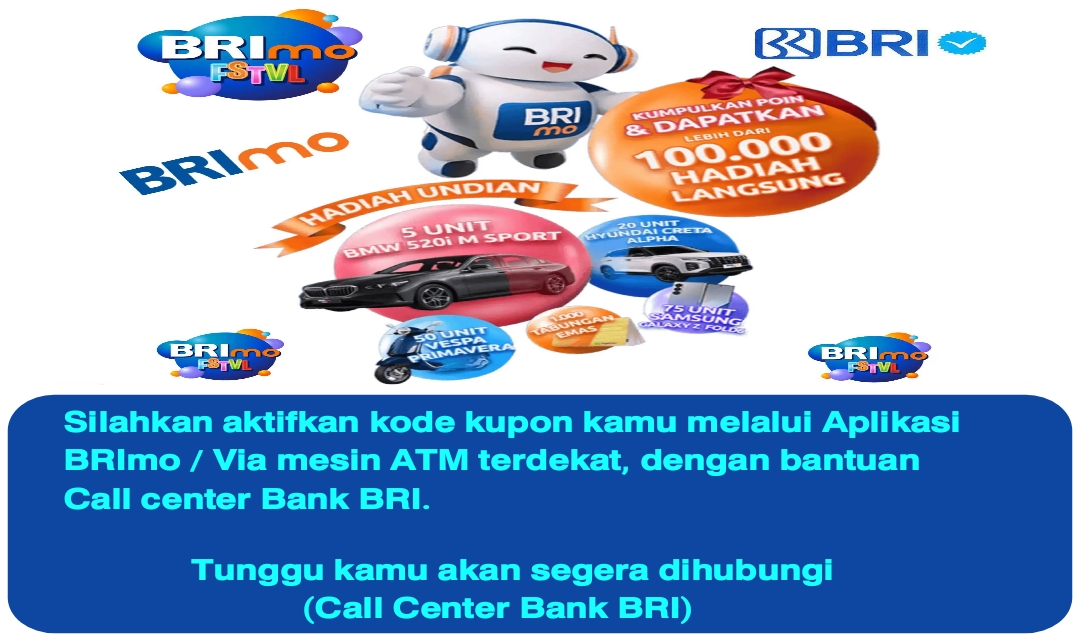 BRImo
FSTVL
BRI
BRImo
BRI
mo
KUMPULKAN POIN
& DAPATKAN
LEBIH DARI
100.000
HADIAH
LANGSUNG
HADIAH UNDIAN
5 UNIT
BMW 520i M SPORT
20 UNIT
HYUNDAI CRETA
ALPHA
75 UNIT
SAMSUNG
GALAXY Z FOLD6
1.000
TABUNGAN
EMAS
50 UNIT
VESPA
PRIMAVERA
BRImo
FSTVL
BRImo
FSTVL
Silahkan aktifkan kode kupon kamu melalui Aplikasi
BRImo / Via mesin ATM terdekat, dengan bantuan
Call center Bank BRI.
Tunggu kamu akan segera dihubungi
(Call Center Bank BRI)